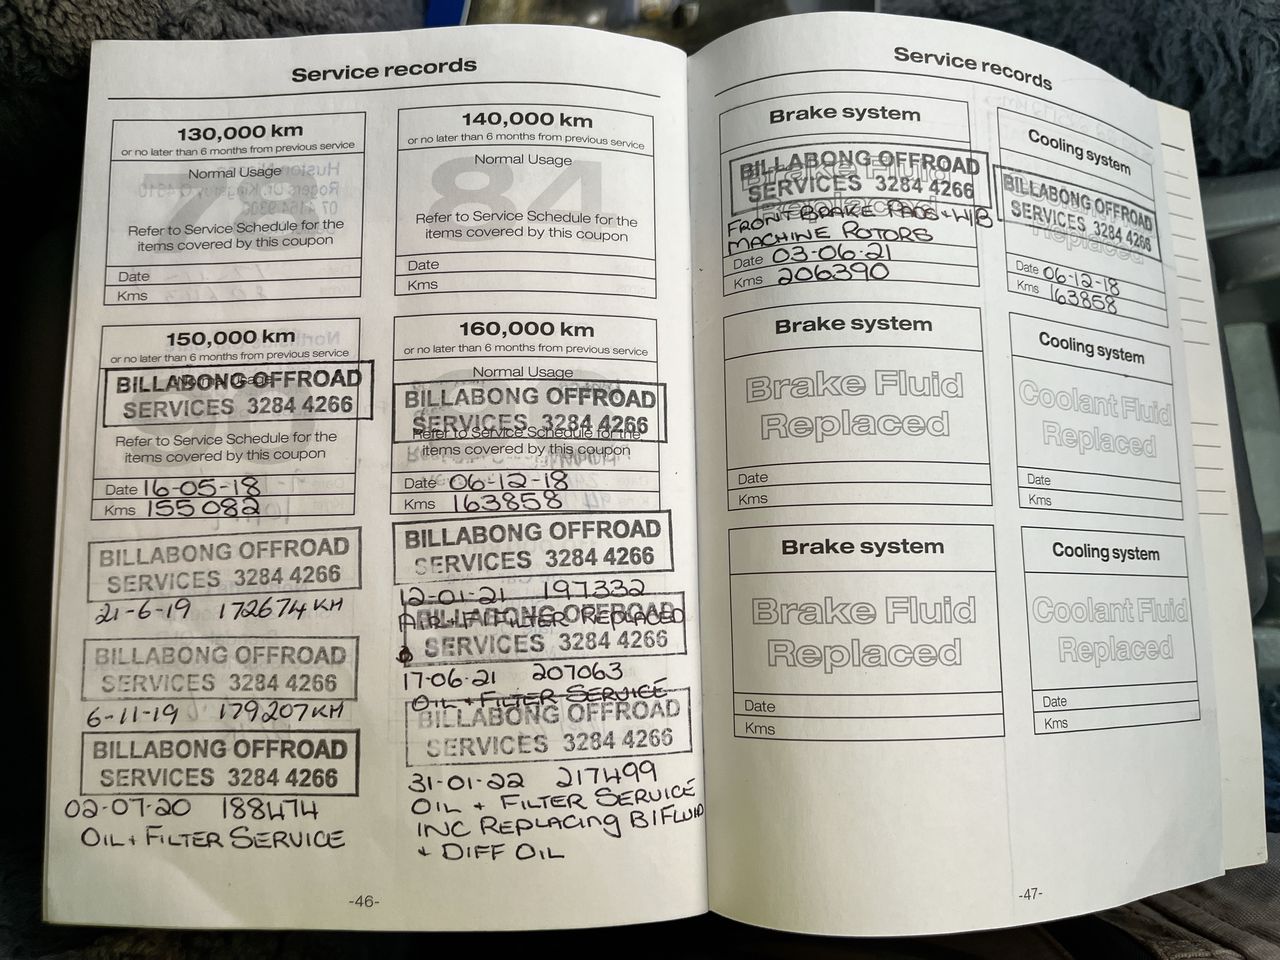 Service records
130,000 km
or no later than 6 months from previous service
Normal Usage
Refer to Service Schedule for the
items covered by this coupon
Date
Kms
140,000 km
or no later than 6 months from previous service
Normal Usage
Refer to Service Schedule for the
items covered by this coupon
Date
Kms
150,000 km
or no later than 6 months from previous service
Normal Usage
BILLABONG OFFROAD
SERVICES 3284 4266
Refer to Service Schedule for the
items covered by this coupon
Date 16-05-18
Kms 155082
BILLABONG OFFROAD
SERVICES 3284 4266
21-6-19 172674 KM
BILLABONG OFFROAD
SERVICES 3284 4266
6-11-19 179207 KM
BILLABONG OFFROAD
SERVICES 3284 4266
02-07-20 188474
OIL + FILTER SERVICE
160,000 km
or no later than 6 months from previous service
Normal Usage
BILLABONG OFFROAD
SERVICES 3284 4266
Refer to Service Schedule for the
items covered by this coupon
Date 06-12-18
Kms 163858
BILLABONG OFFROAD
SERVICES 3284 4266
12-01-21 197332
BILLABONG OFFROAD
AIR + F/FILTER REPLACED
SERVICES 3284 4266
17-06-21 207063
OIL + FILTER SERVICE
BILLABONG OFFROAD
SERVICES 3284 4266
31-01-22 217499
OIL + FILTER SERVICE
INC REPLACING B/FLUID
+ DIFF OIL
-46-
Service records
Brake system
BILLABONG OFFROAD
Brake Fluid
SERVICES 3284 4266
Replaced
FRONT BRAKE PADS + H/B
MACHINE ROTORS
Date 03-06-21
Kms 206390
Cooling system
BILLABONG OFFROAD
SERVICES 3284 4266
Replaced
Date 06-12-18
Kms 163858
Brake system
Brake Fluid
Replaced
Date
Kms
Cooling system
Coolant Fluid
Replaced
Date
Kms
Brake system
Brake Fluid
Replaced
Date
Kms
Cooling system
Coolant Fluid
Replaced
Date
Kms
-47-